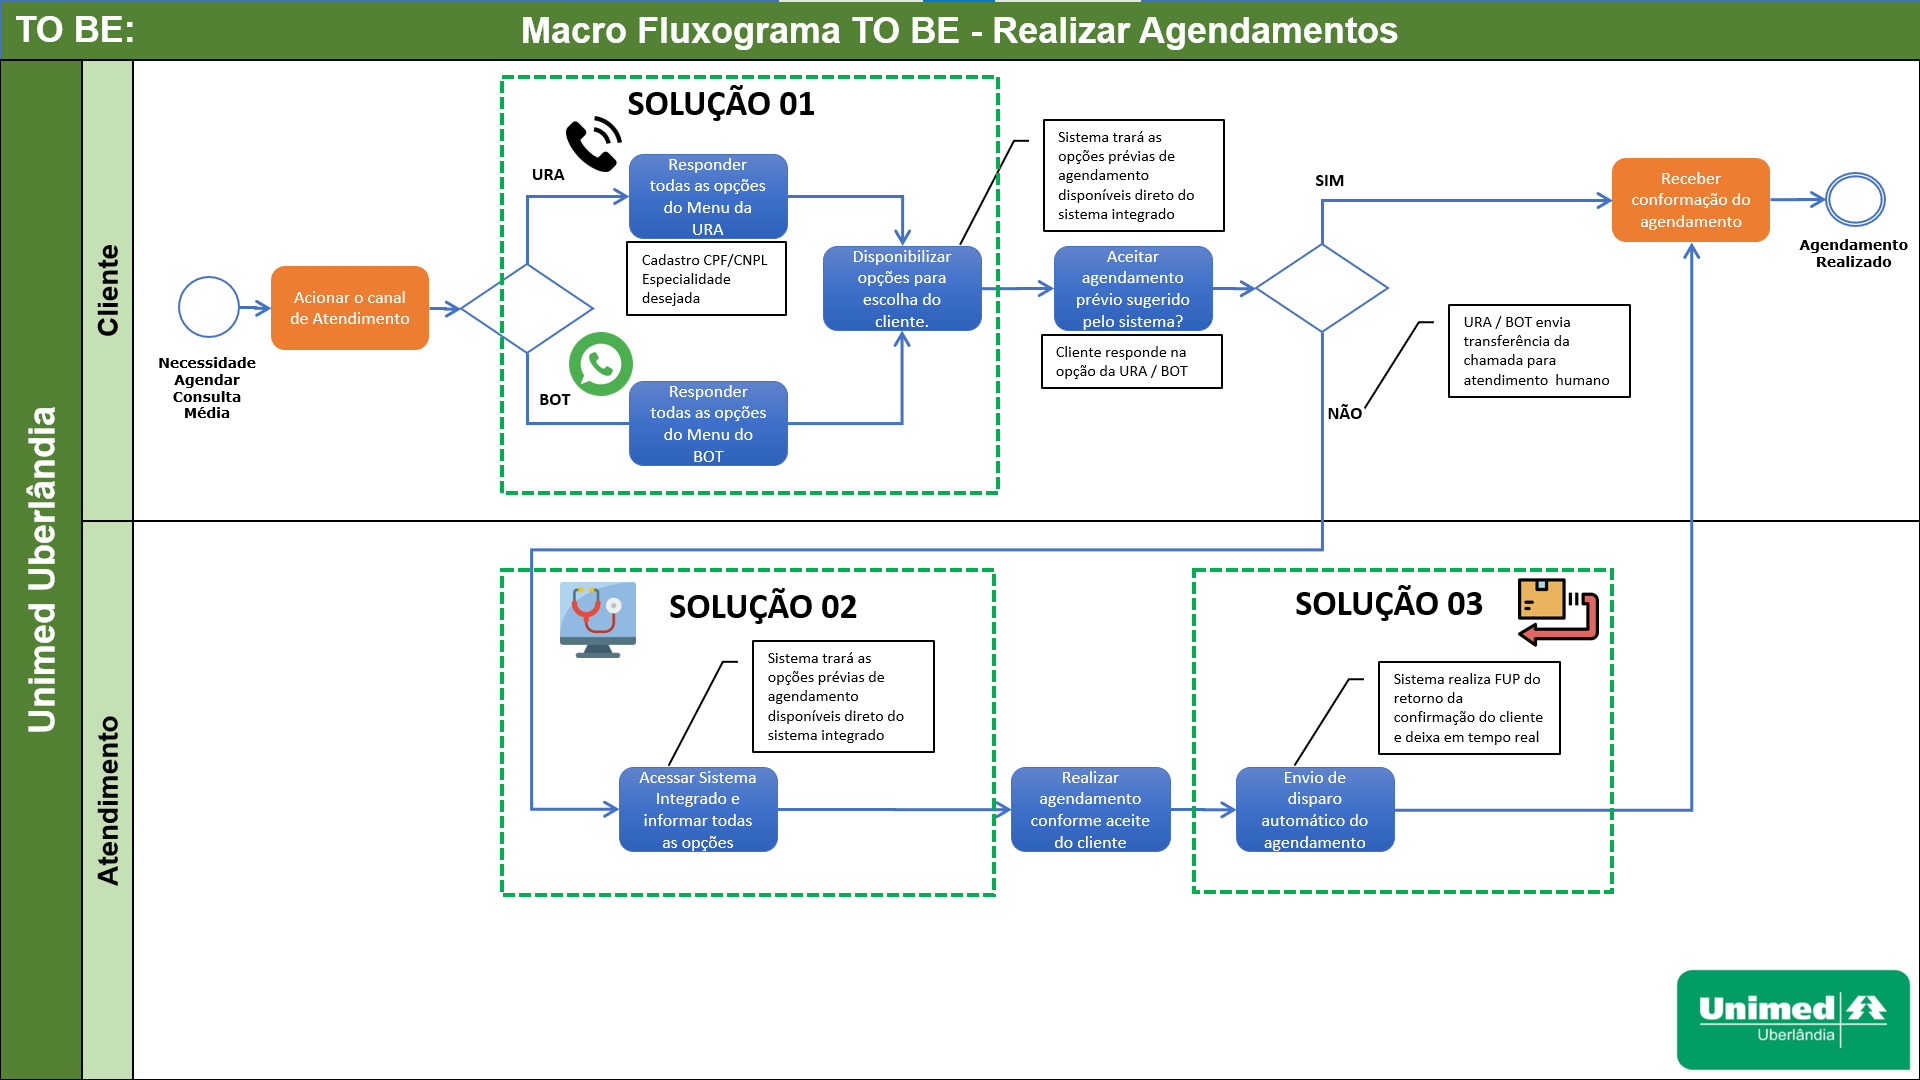 TO BE:
Macro Fluxograma TO BE - Realizar Agendamentos
Unimed Uberlândia
Cliente
Necessidade
Agendar
Consulta
Média
Acionar o canal
de Atendimento
SOLUÇÃO 01
URA
Responder
todas as opções
do Menu da
URA
Cadastro CPF/CNPL
Especialidade
desejada
BOT
Responder
todas as opções
do Menu do
BOT
Disponibilizar
opções para
escolha do
cliente.
Sistema trará as
opções prévias de
agendamento
disponíveis direto do
sistema integrado
Aceitar
agendamento
prévio sugerido
pelo sistema?
Cliente responde na
opção da URA / BOT
SIM
NÃO
URA / BOT envia
transferência da
chamada para
atendimento  humano
Receber
conformação do
agendamento
Agendamento
Realizado
Atendimento
SOLUÇÃO 02
Sistema trará as
opções prévias de
agendamento
disponíveis direto do
sistema integrado
Acessar Sistema
Integrado e
informar todas
as opções
Realizar
agendamento
conforme aceite
do cliente
SOLUÇÃO 03
Sistema realiza FUP do
retorno da
confirmação do cliente
e deixa em tempo real
Envio de
disparo
automático do
agendamento
Unimed
Uberlândia